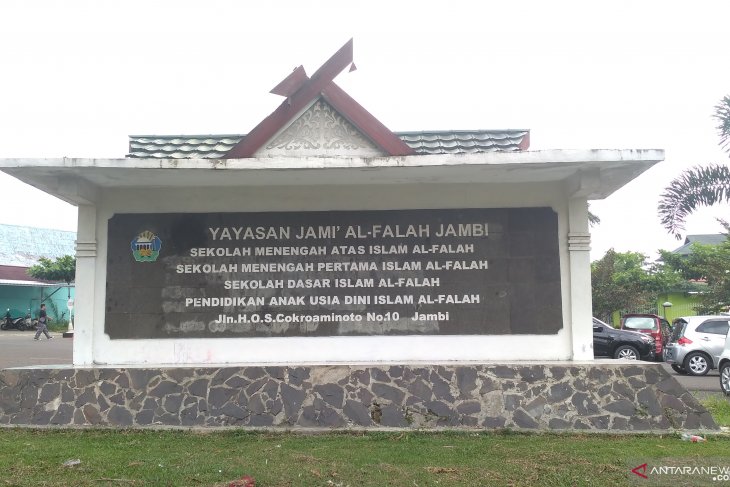 YAYASAN JAMI' AL-FALAH JAMBI
SEKOLAH MENENGAH ATAS ISLAM AL-FALAH
SEKOLAH MENENGAH PERTAMA ISLAM AL-FALAH
SEKOLAH DASAR ISLAM AL-FALAH
PENDIDIKAN ANAK USIA DINI ISLAM AL-FALAH
Jln.H.O.S.Cokroaminoto No.10 Jambi
ANTARANEWS
.com